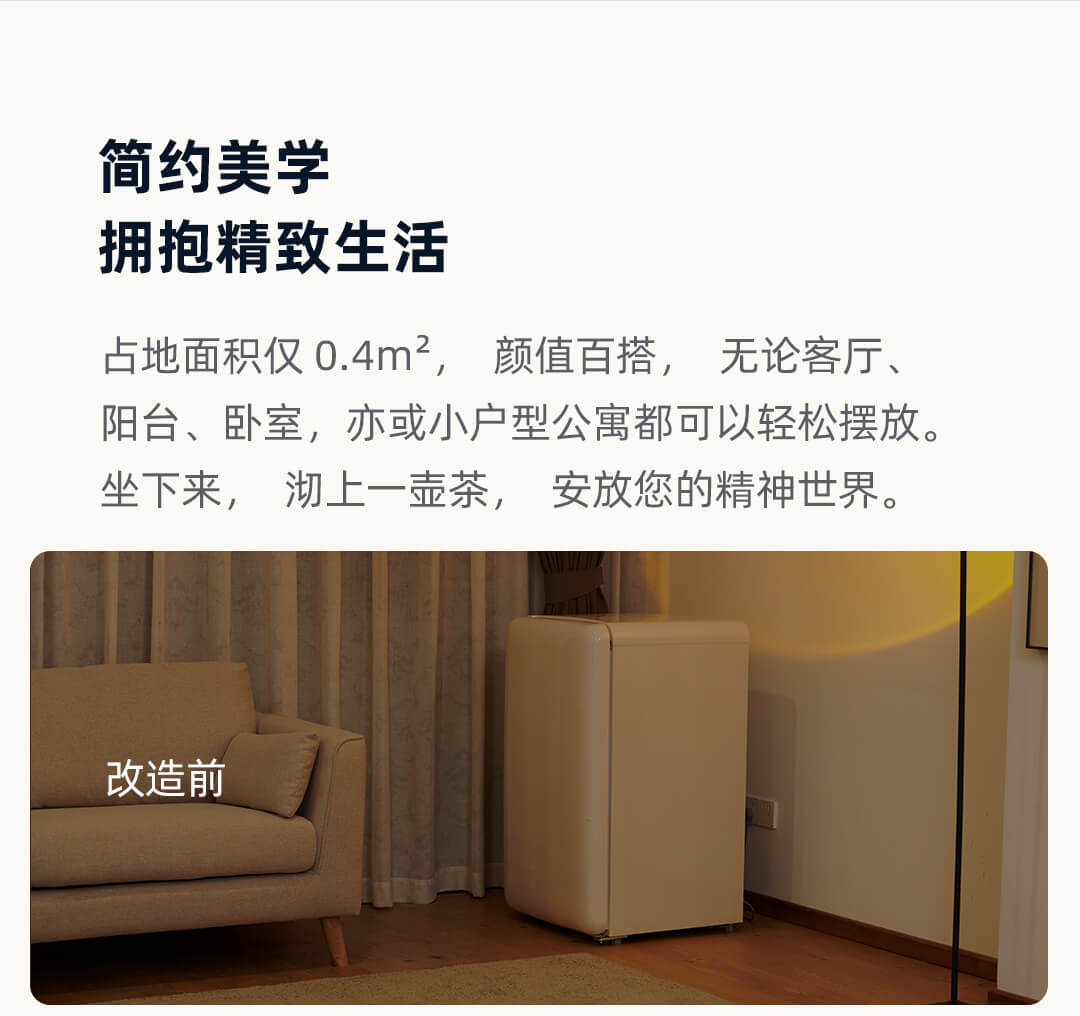 简约美学
拥抱精致生活
占地面积仅 0.4m²， 颜值百搭， 无论客厅、
阳台、卧室，亦或小户型公寓都可以轻松摆放。
坐下来， 沏上一壶茶， 安放您的精神世界。
改造前